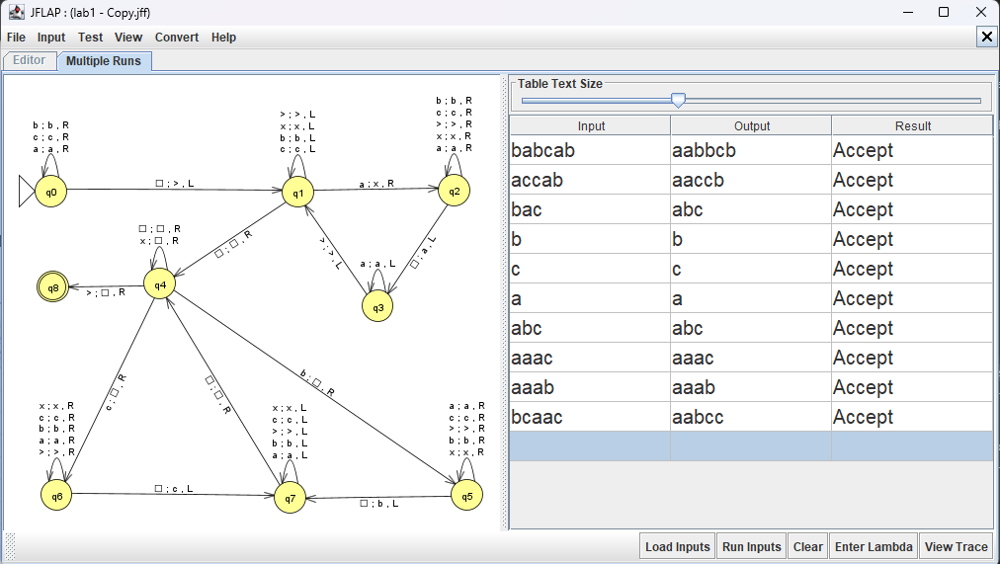 JFLAP : (lab1 - Copy.jff)
File Input Test View Convert Help
Editor Multiple Runs
b ; b , R
c ; c , R
a ; a , R
q0
□ ; > , L
> ; > , L
x ; x , L
b ; b , L
c ; c , L
q1
a ; x , R
b ; b , R
c ; c , R
> ; > , R
x ; x , R
a ; a , R
q2
□ ; a , L
a ; a , L
q3
> ; > , L
□ ; □ , R
□ ; □ , R
x ; □ , R
q4
> ; □ , R
q8
c ; □ , R
□ ; □ , R
b ; □ , R
x ; x , R
c ; c , R
b ; b , R
a ; a , R
> ; > , R
q6
□ ; c , L
x ; x , L
c ; c , L
> ; > , L
b ; b , L
a ; a , L
q7
□ ; b , L
a ; a , R
c ; c , R
> ; > , R
b ; b , R
x ; x , R
q5
Table Text Size
Input Output Result
babcab aabbcb Accept
accab aaccb Accept
bac abc Accept
b b Accept
c c Accept
a a Accept
abc abc Accept
aaac aaac Accept
aaab aaab Accept
bcaac aabcc Accept
Load Inputs Run Inputs Clear Enter Lambda View Trace